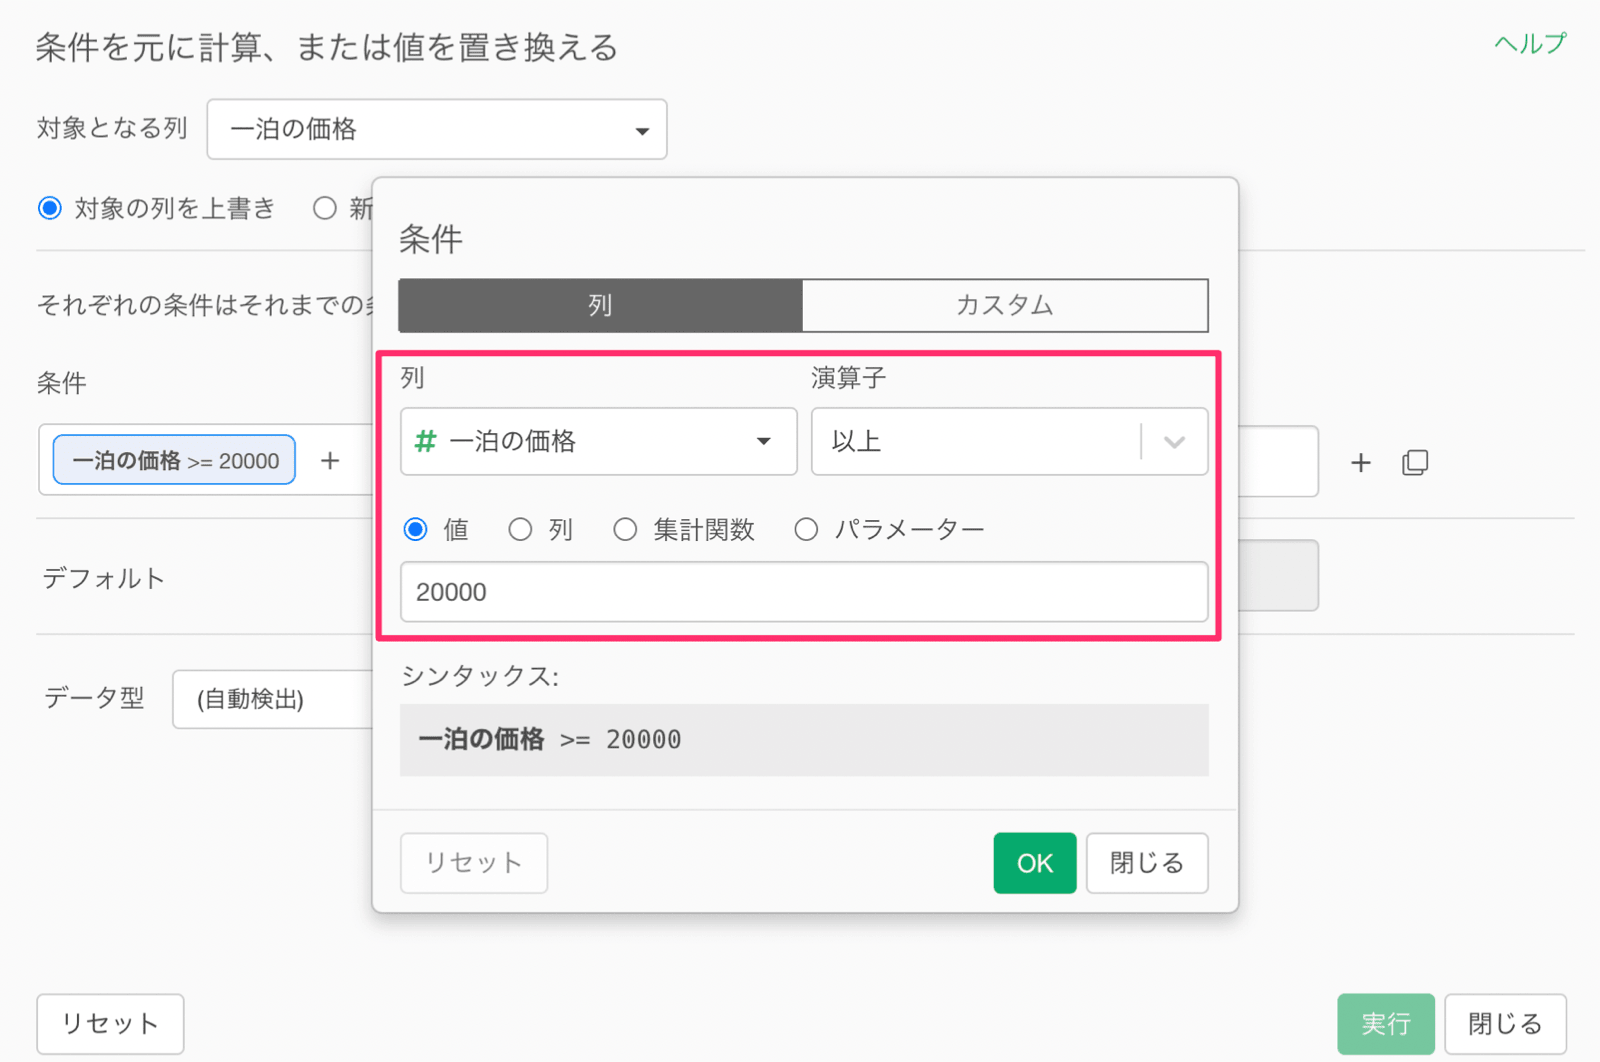 条件を元に計算、または値を置き換える
ヘルプ
対象となる列
一泊の価格
対象の列を上書き
新
条件
列
カスタム
それぞれの条件はそれまでの
列
演算子
条件
# 一泊の価格
以上
一泊の価格 >= 20000
+
+
値
列
集計関数
パラメーター
デフォルト
20000
シンタックス:
データ型
(自動検出)
一泊の価格 >= 20000
リセット
OK
閉じる
リセット
実行
閉じる